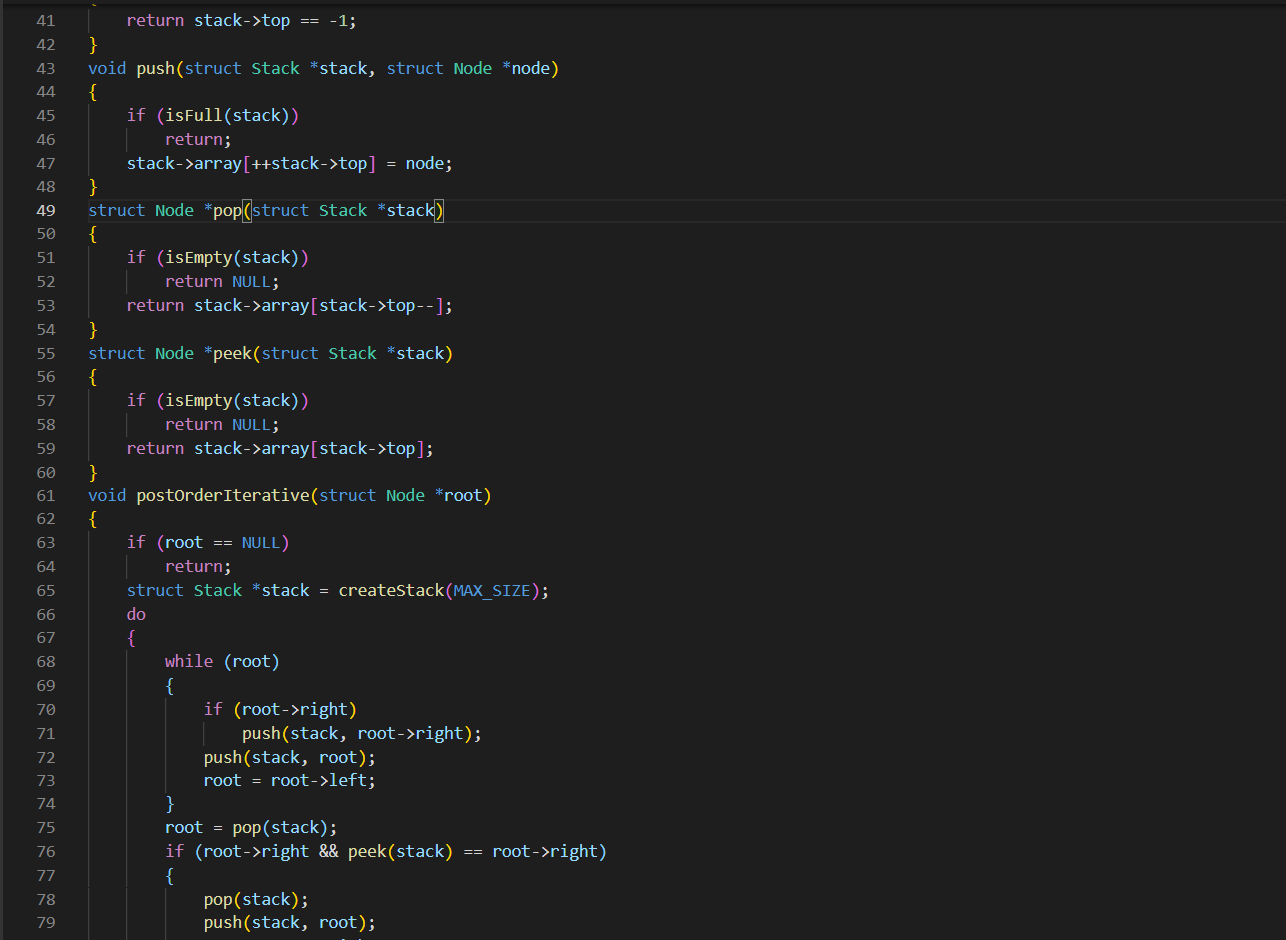 41 return stack->top == -1;
42 }
43 void push(struct Stack *stack, struct Node *node)
44 {
45 if (isFull(stack))
46 return;
47 stack->array[++stack->top] = node;
48 }
49 struct Node *pop(struct Stack *stack)
50 {
51 if (isEmpty(stack))
52 return NULL;
53 return stack->array[stack->top--];
54 }
55 struct Node *peek(struct Stack *stack)
56 {
57 if (isEmpty(stack))
58 return NULL;
59 return stack->array[stack->top];
60 }
61 void postOrderIterative(struct Node *root)
62 {
63 if (root == NULL)
64 return;
65 struct Stack *stack = createStack(MAX_SIZE);
66 do
67 {
68 while (root)
69 {
70 if (root->right)
71 push(stack, root->right);
72 push(stack, root);
73 root = root->left;
74 }
75 root = pop(stack);
76 if (root->right && peek(stack) == root->right)
77 {
78 pop(stack);
79 push(stack, root);